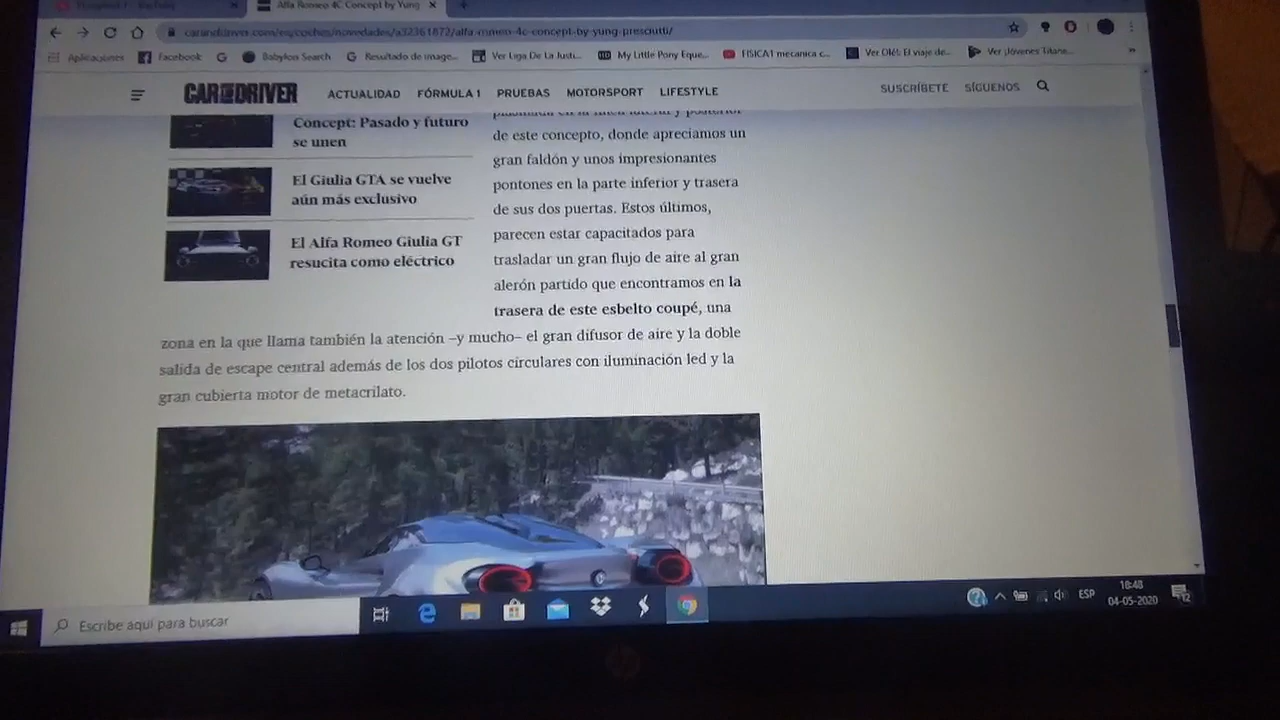 Alfa Romeo 4C Concept by Yung
carandriver.com/es/coches/novedades/a32361872/alfa-romeo-4c-concept-by-yung-presciutti/
Aplicaciones Facebook G Babylon Search G Resultado de image... Ver Liga De La Justi... My Little Pony Eque... FISICA1 mecanica c... Ver Olé!: El viaje de... Ver Jóvenes Titane... »
CAR AND DRIVER ACTUALIDAD FÓRMULA 1 PRUEBAS MOTORSPORT LIFESTYLE SUSCRÍBETE SÍGUENOS
Concept: Pasado y futuro
se unen
El Giulia GTA se vuelve
aún más exclusivo
El Alfa Romeo Giulia GT
resucita como eléctrico
de este concepto, donde apreciamos un
gran faldón y unos impresionantes
pontones en la parte inferior y trasera
de sus dos puertas. Estos últimos,
parecen estar capacitados para
trasladar un gran flujo de aire al gran
alerón partido que encontramos en la
trasera de este esbelto coupé, una
zona en la que llama también la atención –y mucho– el gran difusor de aire y la doble
salida de escape central además de los dos pilotos circulares con iluminación led y la
gran cubierta motor de metacrilato.
Escribe aquí para buscar
ESP
18:48
04-05-2020
12